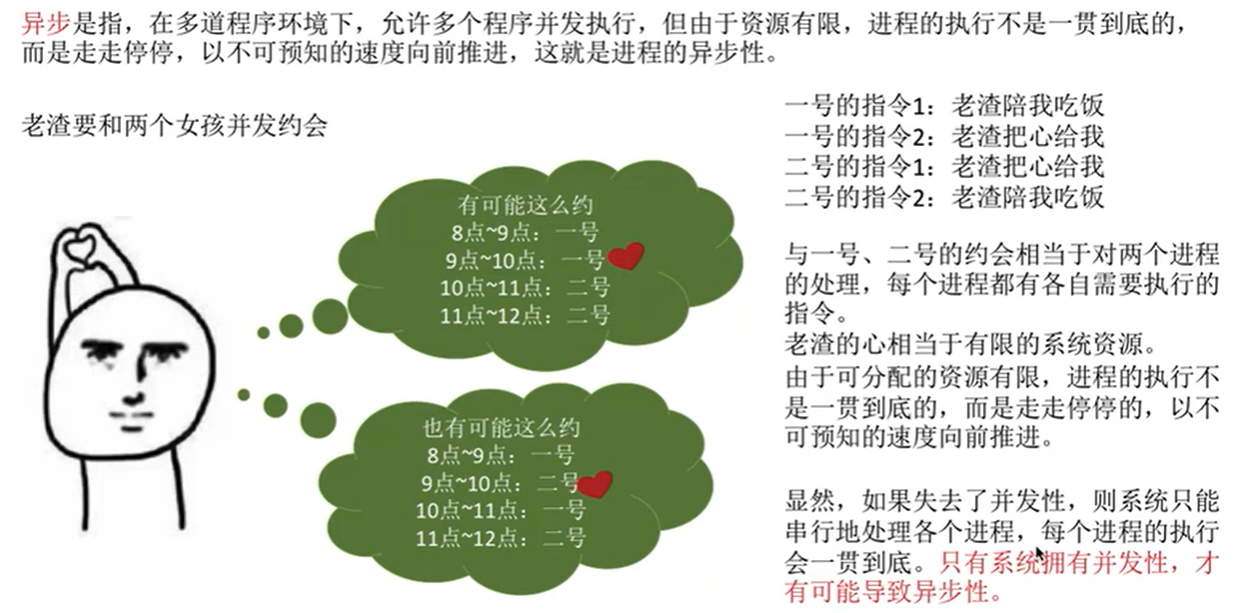 异步是指，在多道程序环境下，允许多个程序并发执行，但由于资源有限，进程的执行不是一贯到底的，
而是走走停停，以不可预知的速度向前推进，这就是进程的异步性。
老渣要和两个女孩并发约会
有可能这么约
8点~9点：一号
9点~10点：一号
10点~11点：二号
11点~12点：二号
也有可能这么约
8点~9点：一号
9点~10点：二号
10点~11点：一号
11点~12点：二号
一号的指令1：老渣陪我吃饭
一号的指令2：老渣把心给我
二号的指令1：老渣把心给我
二号的指令2：老渣陪我吃饭
与一号、二号的约会相当于对两个进程
的处理，每个进程都有各自需要执行的
指令。
老渣的心相当于有限的系统资源。
由于可分配的资源有限，进程的执行不
是一贯到底的，而是走走停停的，以不
可预知的速度向前推进。
显然，如果失去了并发性，则系统只能
串行地处理各个进程，每个进程的执行
会一贯到底。只有系统拥有并发性，才
有可能导致异步性。